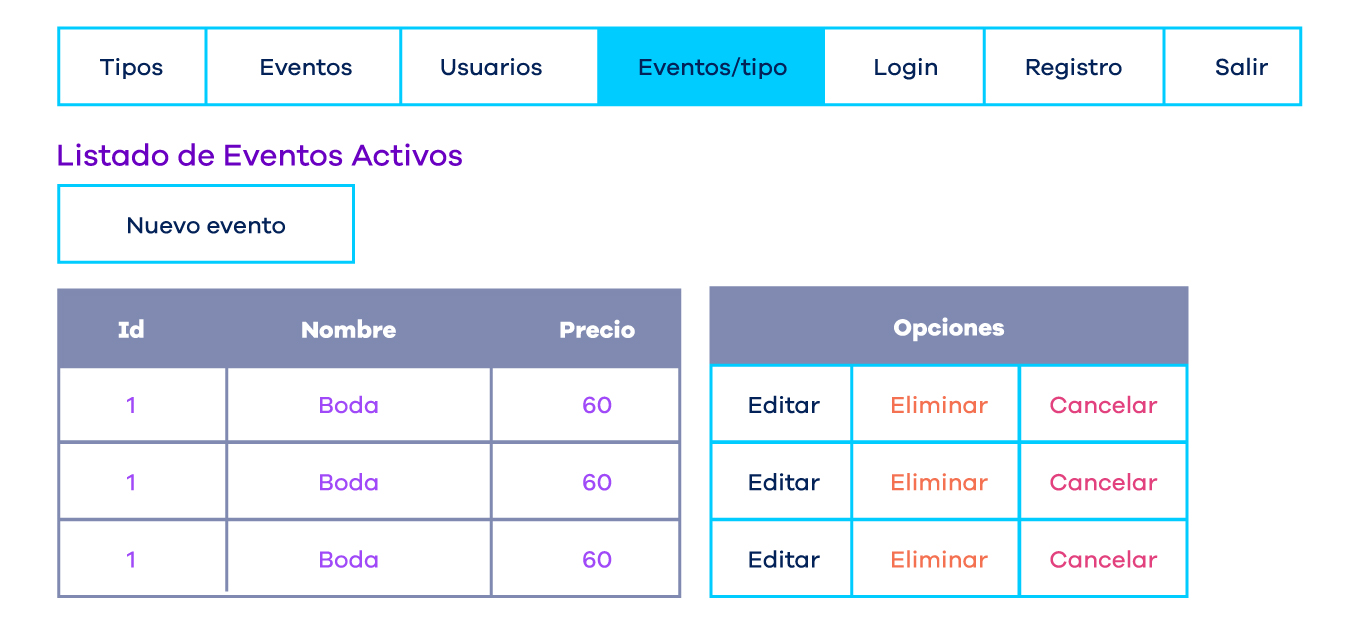 Tipos Eventos Usuarios Eventos/tipo Login Registro Salir
Listado de Eventos Activos
Nuevo evento
Id Nombre Precio Opciones
1 Boda 60 Editar Eliminar Cancelar
1 Boda 60 Editar Eliminar Cancelar
1 Boda 60 Editar Eliminar Cancelar